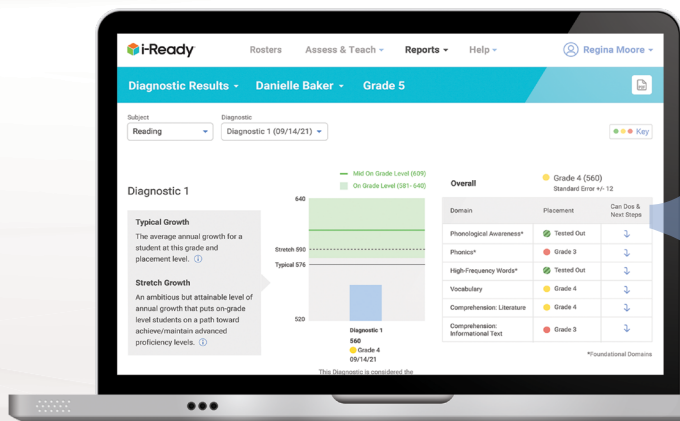 i-Ready
Rosters
Assess & Teach
Reports
Help
Regina Moore
Diagnostic Results
Danielle Baker
Grade 5
Subject
Reading
Diagnostic
Diagnostic 1 (09/14/21)
Key
Diagnostic 1
Typical Growth
The average annual growth for a
student at this grade and
placement level.
Stretch Growth
An ambitious but attainable level of
annual growth that puts on-grade
level students on a path toward
achieve/maintain advanced
proficiency levels.
Mid On Grade Level (609)
On Grade Level (581-640)
640
Stretch 590
Typical 576
520
Diagnostic 1
560
Grade 4
09/14/21
This Diagnostic is considered the
Overall
Grade 4 (560)
Standard Error +/- 12
Domain
Placement
Can Dos &
Next Steps
Phonological Awareness*
Tested Out
Phonics*
Grade 3
High-Frequency Words*
Tested Out
Vocabulary
Grade 4
Comprehension: Literature
Grade 4
Comprehension:
Informational Text
Grade 3
*Foundational Domains